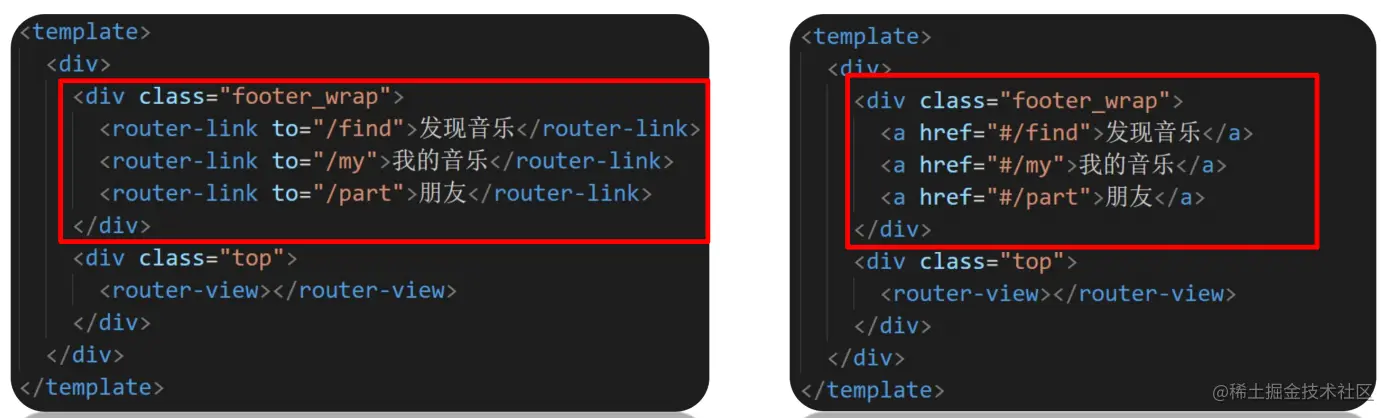 <template>
<div>
<div class="footer_wrap">
<router-link to="/find">发现音乐</router-link>
<router-link to="/my">我的音乐</router-link>
<router-link to="/part">朋友</router-link>
</div>
<div class="top">
<router-view></router-view>
</div>
</div>
</template>
<template>
<div>
<div class="footer_wrap">
<a href="#/find">发现音乐</a>
<a href="#/my">我的音乐</a>
<a href="#/part">朋友</a>
</div>
<div class="top">
<router-view></router-view>
</div>
</div>
</template>
@稀土掘金技术社区